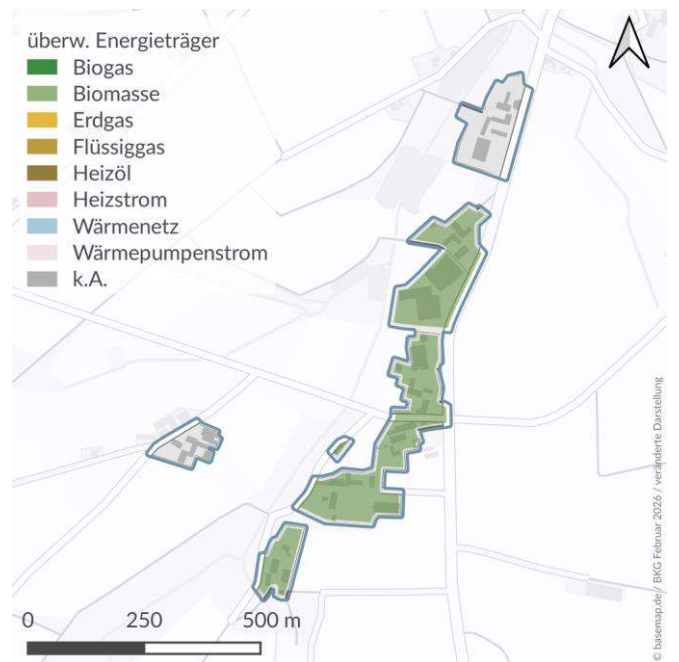 überw. Energieträger
Biogas
Biomasse
Erdgas
Flüssiggas
Heizöl
Heizstrom
Wärmenetz
Wärmepumpenstrom
k.A.
0 250 500 m
© basemap.de / BKG Februar 2026 / veränderte Darstellung